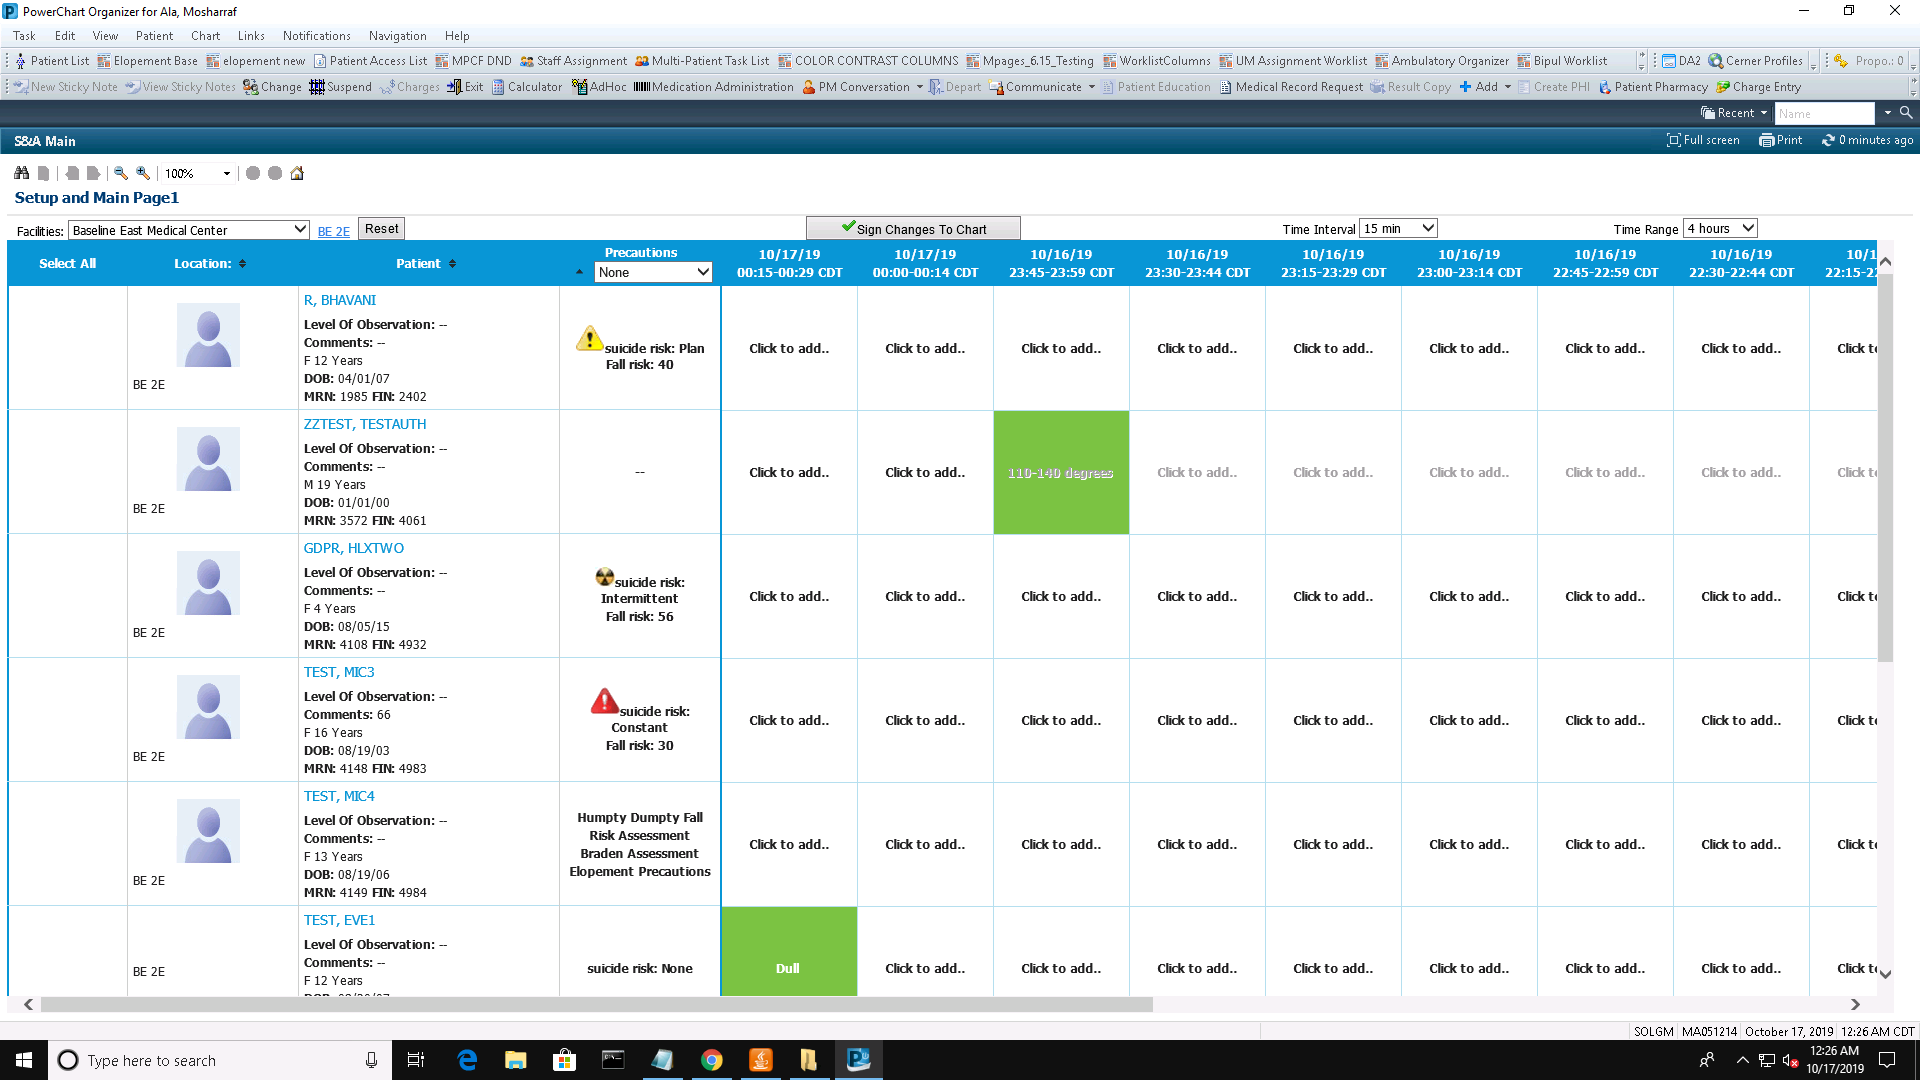 PowerChart Organizer for Ala, Mosharraf
Task Edit View Patient Chart Links Notifications Navigation Help
Patient List Elopement Base elopement new Patient Access List MPCF DND Staff Assignment Multi-Patient Task List COLOR CONTRAST COLUMNS Mpages_6.15_Testing WorklistColumns UM Assignment Worklist Ambulatory Organizer Bipul Worklist DA2 Cerner Profiles Propo.: 0
New Sticky Note View Sticky Notes Change Suspend Charges Exit Calculator AdHoc Medication Administration PM Conversation Depart Communicate Patient Education Medical Record Request Result Copy Add Create PHI Patient Pharmacy Charge Entry
Recent Name
S&A Main Full screen Print 0 minutes ago
100%
Setup and Main Page1
Facilities: Baseline East Medical Center BE 2E Reset Sign Changes To Chart Time Interval 15 min Time Range 4 hours
Select All Location: Patient Precautions None
10/17/19 10/17/19 10/16/19 10/16/19 10/16/19 10/16/19 10/16/19 10/16/19 10/1
00:15-00:29 CDT 00:00-00:14 CDT 23:45-23:59 CDT 23:30-23:44 CDT 23:15-23:29 CDT 23:00-23:14 CDT 22:45-22:59 CDT 22:30-22:44 CDT 22:15-2
R, BHAVANI
Level Of Observation: --
Comments: --
F 12 Years
DOB: 04/01/07
MRN: 1985 FIN: 2402
BE 2E
suicide risk: Plan
Fall risk: 40
Click to add.. Click to add.. Click to add.. Click to add.. Click to add.. Click to add.. Click to add.. Click to add.. Click t
ZZTEST, TESTAUTH
Level Of Observation: --
Comments: --
M 19 Years
DOB: 01/01/00
MRN: 3572 FIN: 4061
BE 2E
--
Click to add.. Click to add.. 110-140 degrees Click to add.. Click to add.. Click to add.. Click to add.. Click to add.. Click t
GDPR, HLXTWO
Level Of Observation: --
Comments: --
F 4 Years
DOB: 08/05/15
MRN: 4108 FIN: 4932
BE 2E
suicide risk:
Intermittent
Fall risk: 56
Click to add.. Click to add.. Click to add.. Click to add.. Click to add.. Click to add.. Click to add.. Click to add.. Click t
TEST, MIC3
Level Of Observation: --
Comments: 66
F 16 Years
DOB: 08/19/03
MRN: 4148 FIN: 4983
BE 2E
suicide risk:
Constant
Fall risk: 30
Click to add.. Click to add.. Click to add.. Click to add.. Click to add.. Click to add.. Click to add.. Click to add.. Click t
TEST, MIC4
Level Of Observation: --
Comments: --
F 13 Years
DOB: 08/19/06
MRN: 4149 FIN: 4984
BE 2E
Humpty Dumpty Fall
Risk Assessment
Braden Assessment
Elopement Precautions
Click to add.. Click to add.. Click to add.. Click to add.. Click to add.. Click to add.. Click to add.. Click to add.. Click t
TEST, EVE1
Level Of Observation: --
Comments: --
F 12 Years
BE 2E
suicide risk: None
Dull Click to add.. Click to add.. Click to add.. Click to add.. Click to add.. Click to add.. Click to add.. Click t
SOLGM MA051214 October 17, 2019 12:26 AM CDT
Type here to search
12:26 AM
10/17/2019